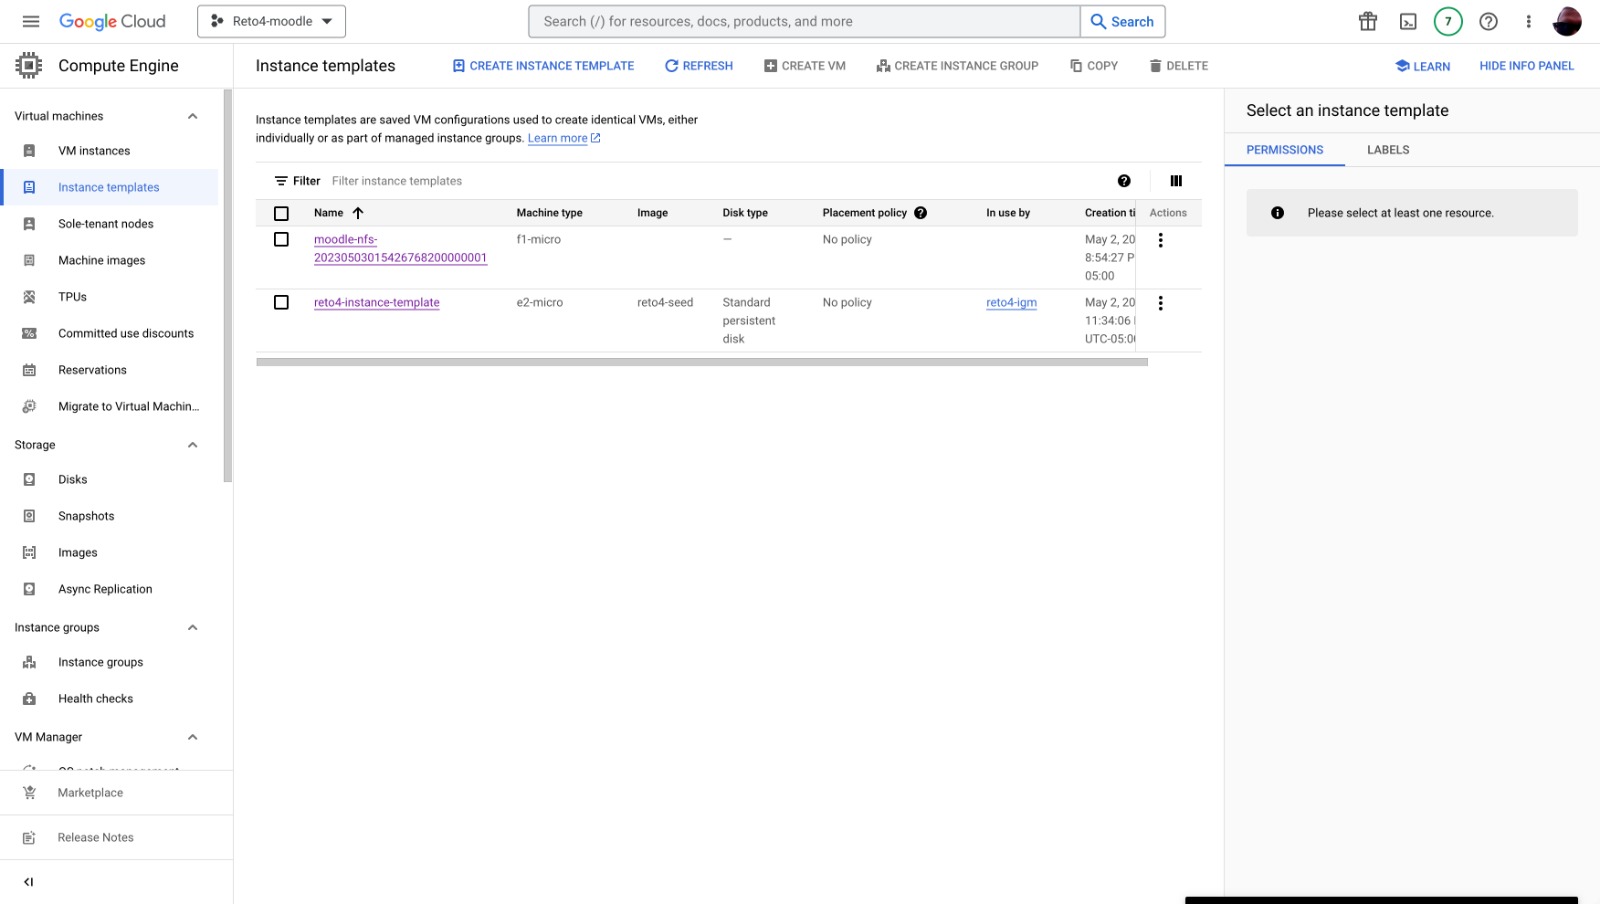 Google Cloud
Reto4-moodle
Search (/) for resources, docs, products, and more
Search
7
Compute Engine
Instance templates
CREATE INSTANCE TEMPLATE
REFRESH
CREATE VM
CREATE INSTANCE GROUP
COPY
DELETE
LEARN
HIDE INFO PANEL
Virtual machines
VM instances
Instance templates
Sole-tenant nodes
Machine images
TPUs
Committed use discounts
Reservations
Migrate to Virtual Machin...
Storage
Disks
Snapshots
Images
Async Replication
Instance groups
Instance groups
Health checks
VM Manager
Marketplace
Release Notes
Instance templates are saved VM configurations used to create identical VMs, either
individually or as part of managed instance groups. Learn more
Filter Filter instance templates
Name Machine type Image Disk type Placement policy In use by Creation ti Actions
moodle-nfs-
20230503015426768200000001
f1-micro
—
No policy
May 2, 20
8:54:27 P
05:00
reto4-instance-template
e2-micro
reto4-seed
Standard
persistent
disk
No policy
reto4-igm
May 2, 20
11:34:06
UTC-05:0
Select an instance template
PERMISSIONS
LABELS
Please select at least one resource.